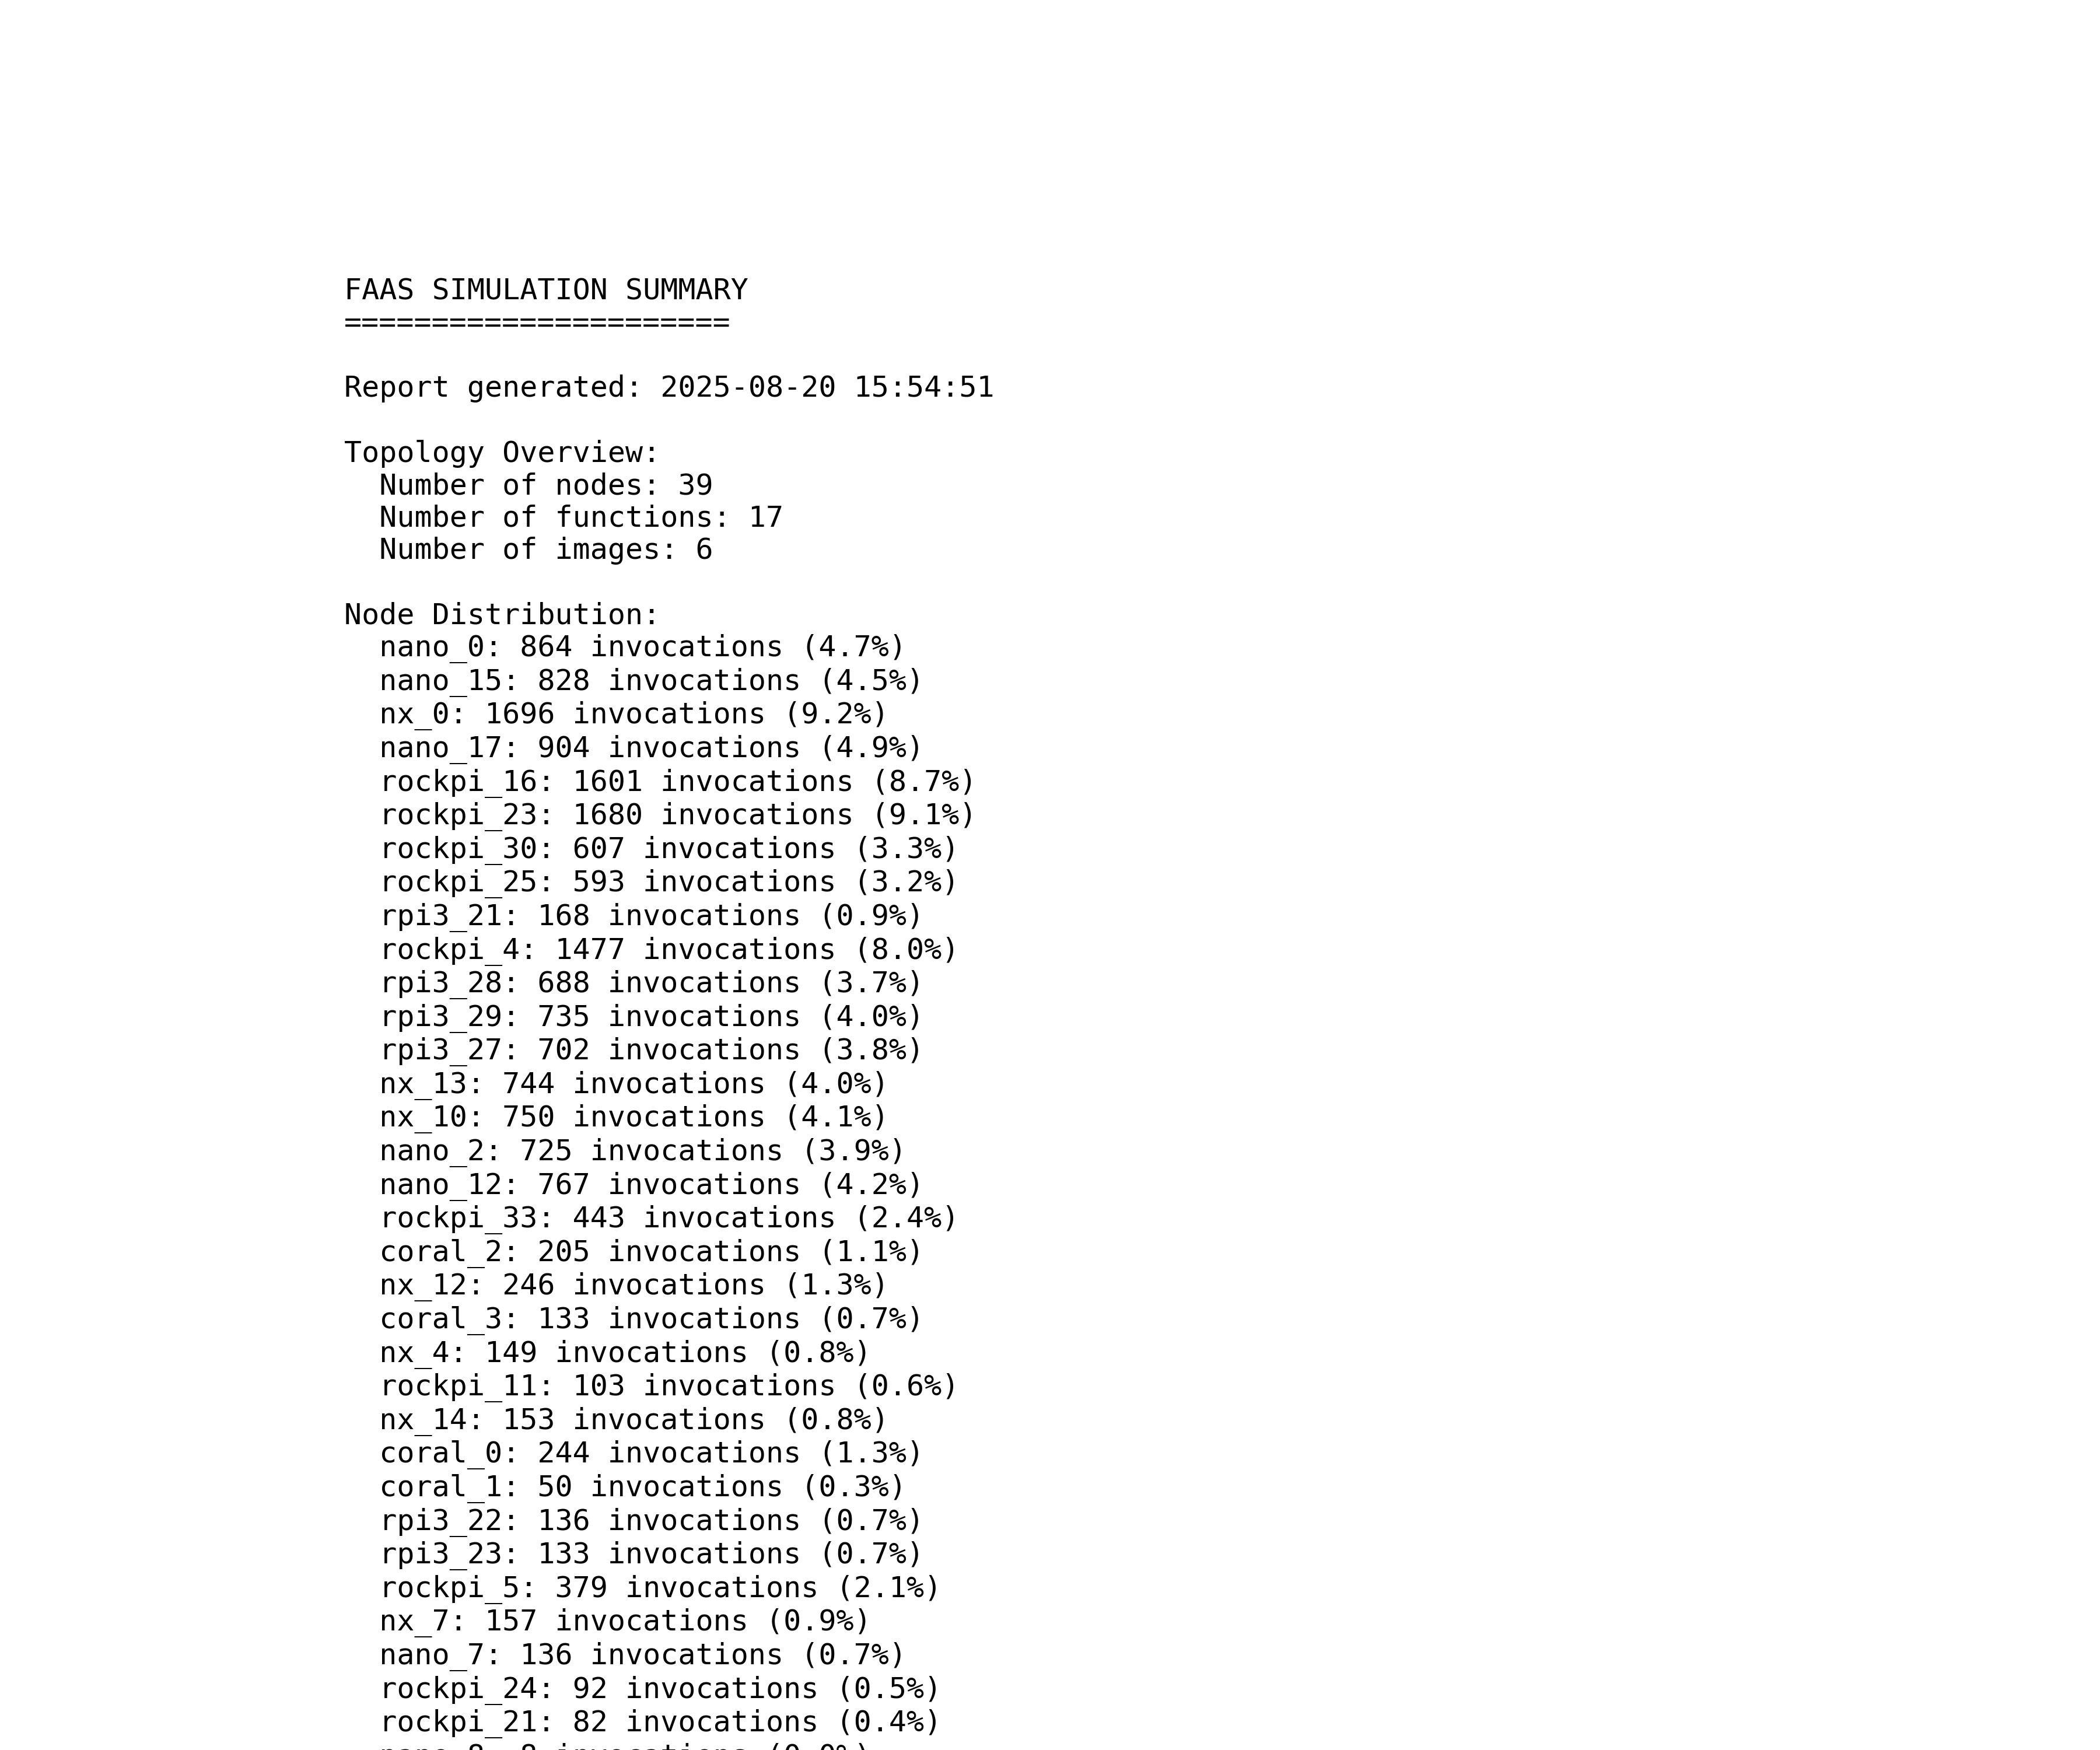 FAAS SIMULATION SUMMARY
======================
Report generated: 2025-08-20 15:54:51
Topology Overview:
Number of nodes: 39
Number of functions: 17
Number of images: 6
Node Distribution:
nano_0: 864 invocations (4.7%)
nano_15: 828 invocations (4.5%)
nx_0: 1696 invocations (9.2%)
nano_17: 904 invocations (4.9%)
rockpi_16: 1601 invocations (8.7%)
rockpi_23: 1680 invocations (9.1%)
rockpi_30: 607 invocations (3.3%)
rockpi_25: 593 invocations (3.2%)
rpi3_21: 168 invocations (0.9%)
rockpi_4: 1477 invocations (8.0%)
rpi3_28: 688 invocations (3.7%)
rpi3_29: 735 invocations (4.0%)
rpi3_27: 702 invocations (3.8%)
nx_13: 744 invocations (4.0%)
nx_10: 750 invocations (4.1%)
nano_2: 725 invocations (3.9%)
nano_12: 767 invocations (4.2%)
rockpi_33: 443 invocations (2.4%)
coral_2: 205 invocations (1.1%)
nx_12: 246 invocations (1.3%)
coral_3: 133 invocations (0.7%)
nx_4: 149 invocations (0.8%)
rockpi_11: 103 invocations (0.6%)
nx_14: 153 invocations (0.8%)
coral_0: 244 invocations (1.3%)
coral_1: 50 invocations (0.3%)
rpi3_22: 136 invocations (0.7%)
rpi3_23: 133 invocations (0.7%)
rockpi_5: 379 invocations (2.1%)
nx_7: 157 invocations (0.9%)
nano_7: 136 invocations (0.7%)
rockpi_24: 92 invocations (0.5%)
rockpi_21: 82 invocations (0.4%)
invocations